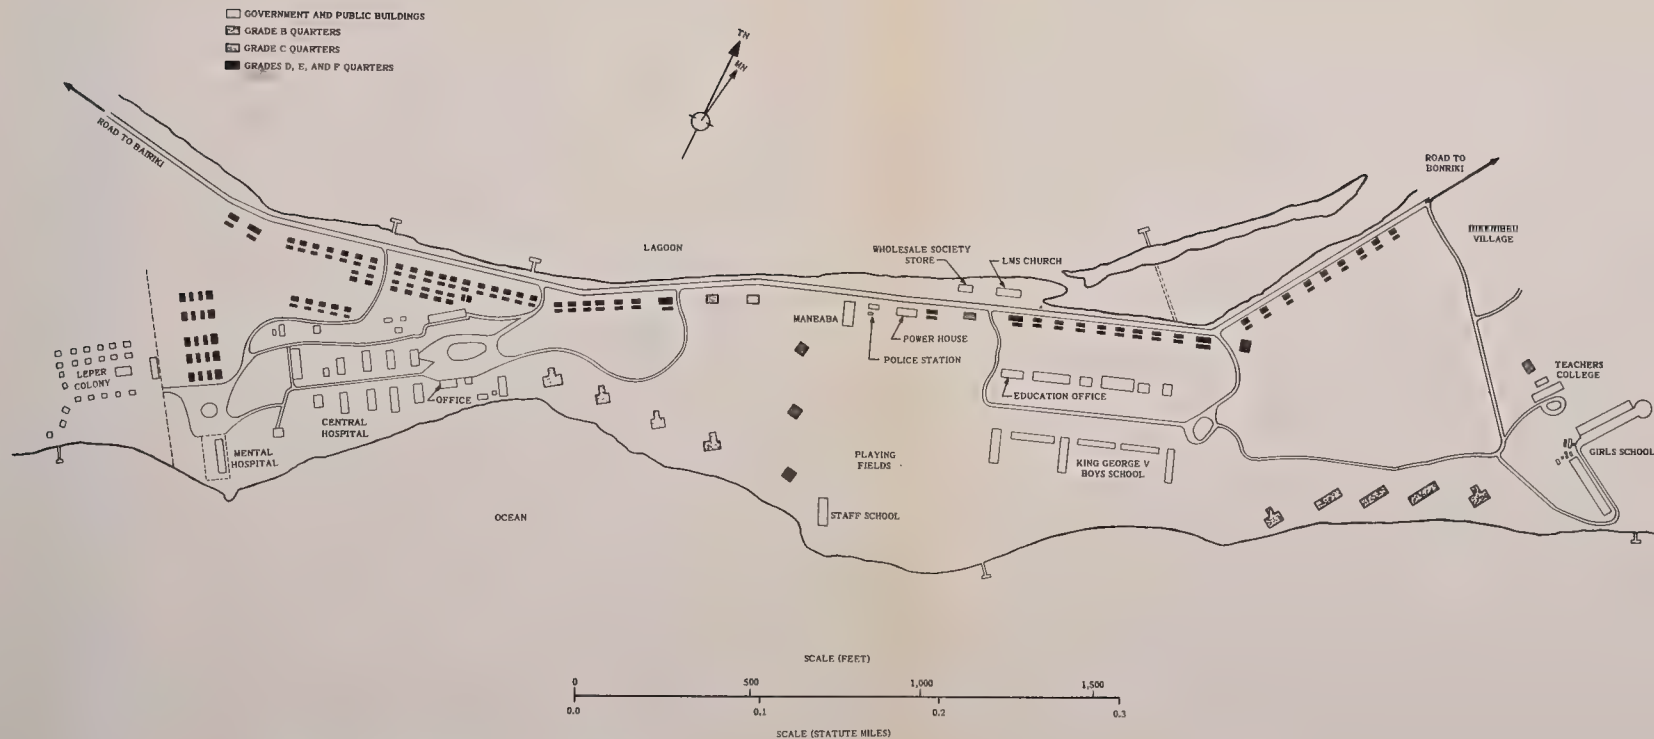 GOVERNMENT AND PUBLIC BUILDINGS
GRADE B QUARTERS
GRADE C QUARTERS
GRADES D, E, AND F QUARTERS
TN
MN
ROAD TO BAIRIKI
ROAD TO
BONRIKI
VILLAGE
LAGOON
WHOLESALE SOCIETY
STORE
LMS CHURCH
MANEABA
POWER HOUSE
POLICE STATION
LEPER
COLONY
OFFICE
CENTRAL
HOSPITAL
MENTAL
HOSPITAL
EDUCATION OFFICE
TEACHERS
COLLEGE
PLAYING
FIELDS
KING GEORGE V
BOYS SCHOOL
GIRLS SCHOOL
STAFF SCHOOL
OCEAN
SCALE (FEET)
0 500 1,000 1,500
0.0 0.1 0.2 0.3
SCALE (STATUTE MILES)